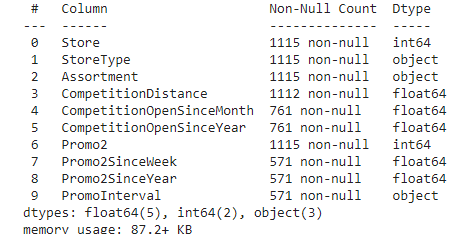 #   Column                     Non-Null Count  Dtype
---  ------                     --------------  -----
 0   Store                      1115 non-null   int64
 1   StoreType                  1115 non-null   object
 2   Assortment                 1115 non-null   object
 3   CompetitionDistance        1112 non-null   float64
 4   CompetitionOpenSinceMonth  761 non-null    float64
 5   CompetitionOpenSinceYear   761 non-null    float64
 6   Promo2                     1115 non-null   int64
 7   Promo2SinceWeek            571 non-null    float64
 8   Promo2SinceYear            571 non-null    float64
 9   PromoInterval              571 non-null    object
dtypes: float64(5), int64(2), object(3)
memory usage: 87.2+ KB